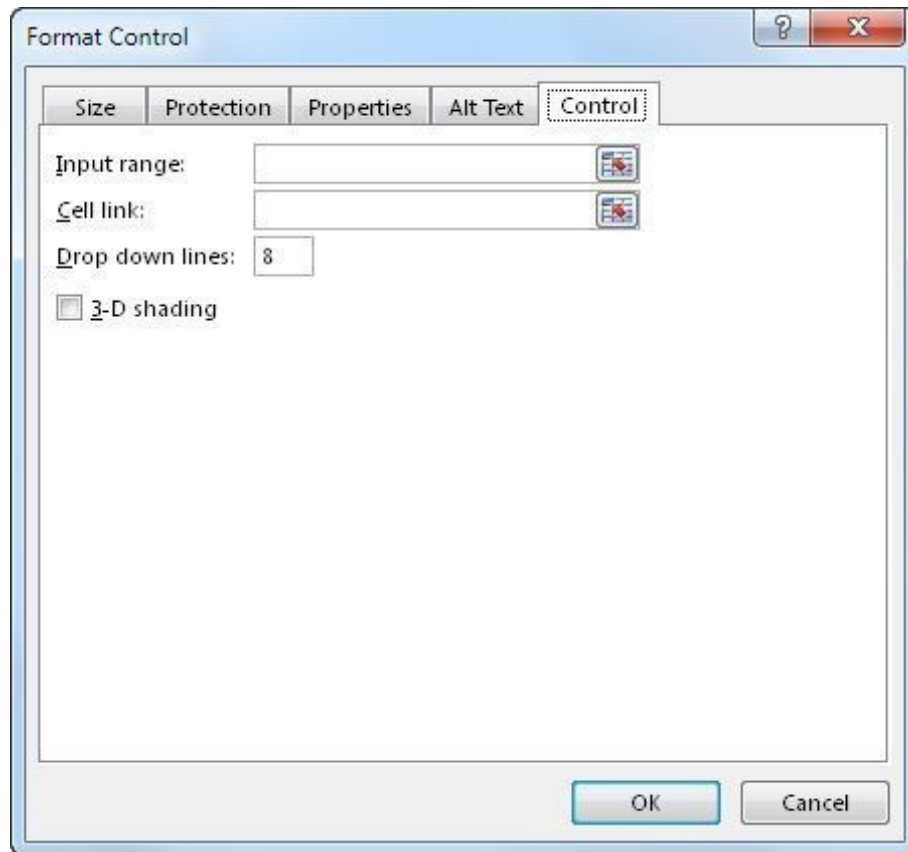 Format Control
?
X
Size Protection Properties Alt Text Control
Input range:
Cell link:
Drop down lines: 8
3-D shading
OK Cancel